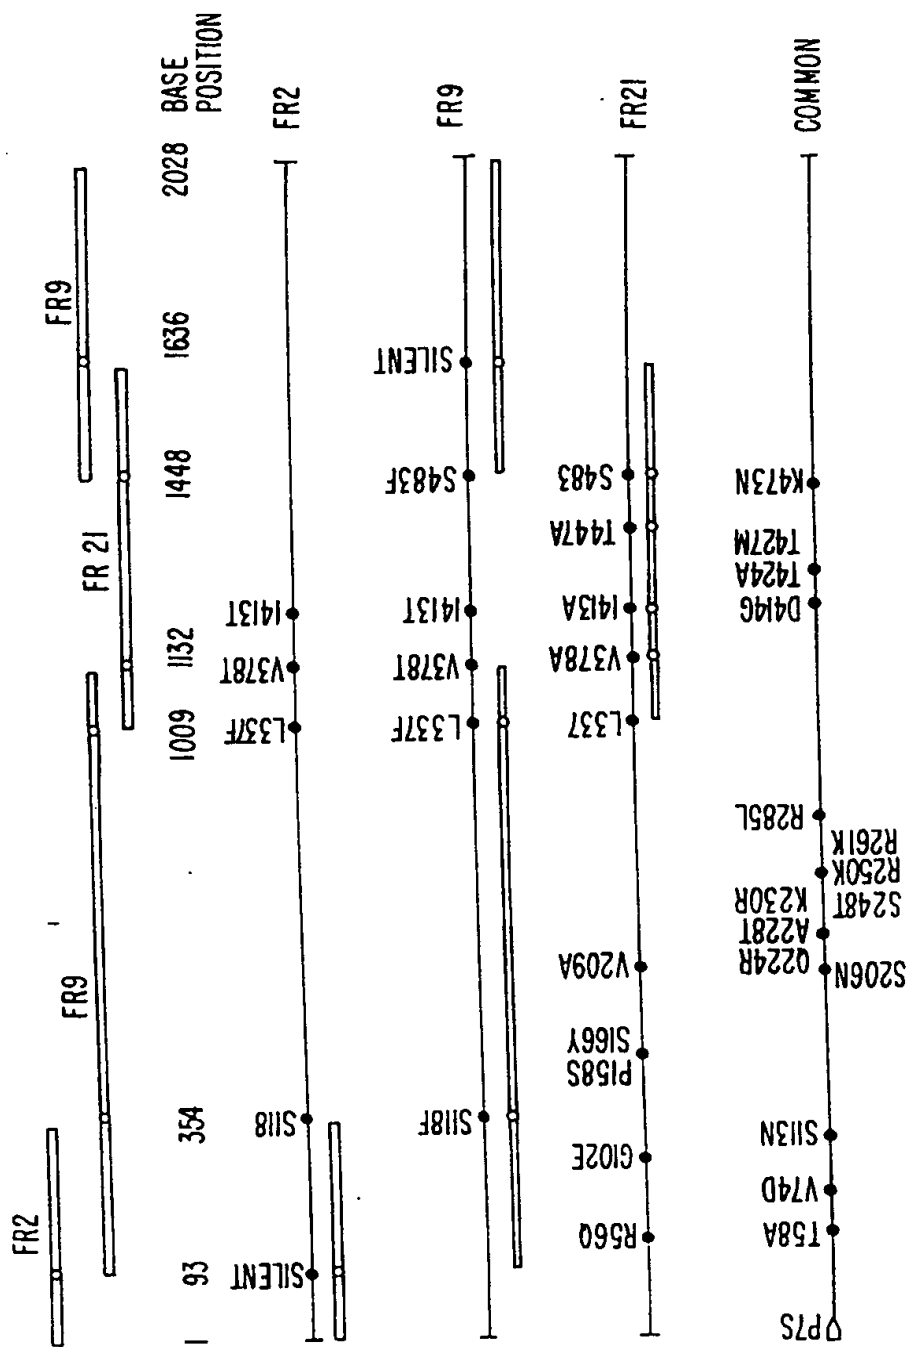 FR2
FR9
FR 21
FR9
BASE
POSITION
1
93
354
1009
1132
1448
1636
2028
FR2
SILENT
S118
L337F
V378T
I413T
FR9
S118F
L337F
V378T
I413T
S483F
SILENT
FR21
R56Q
G102E
P158S
S166Y
V209A
L337
V378A
I413A
T447A
S483
COMMON
P7S
T58A
V74D
S113N
S206N
Q224R
A228T
K230R
S248T
R250K
R261K
R285L
D414G
T424A
T427M
K473N